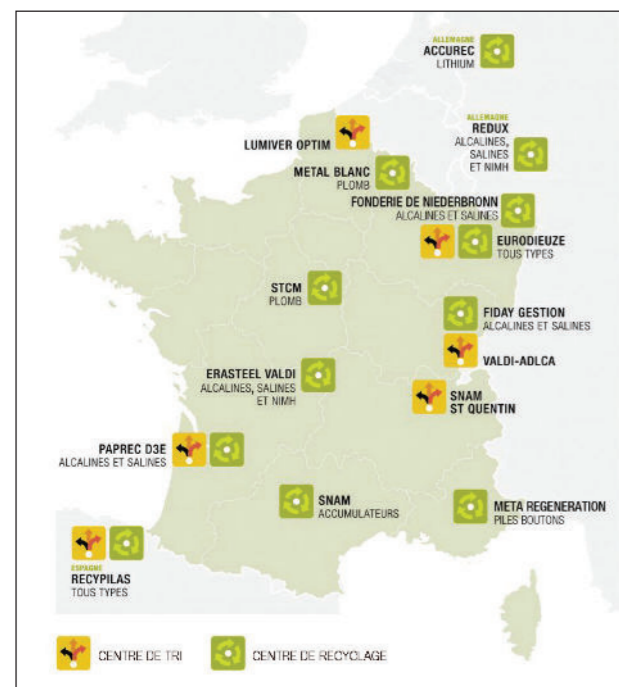 ALLEMAGNE
ACCUREC
LITHIUM
ALLEMAGNE
REDUX
ALCALINES,
SALINES
ET NIMH
LUMIVER OPTIM
METAL BLANC
PLOMB
FONDERIE DE NIEDERBRONN
ALCALINES ET SALINES
EURODIEUZE
TOUS TYPES
STCM
PLOMB
FIDAY GESTION
ALCALINES ET SALINES
VALDI-ADLCA
ERASTEEL VALDI
ALCALINES, SALINES
ET NIMH
SNAM
ST QUENTIN
PAPREC D3E
ALCALINES ET SALINES
SNAM
ACCUMULATEURS
META REGENERATION
PILES BOUTONS
ESPAGNE
RECYPILAS
TOUS TYPES
CENTRE DE TRI
CENTRE DE RECYCLAGE